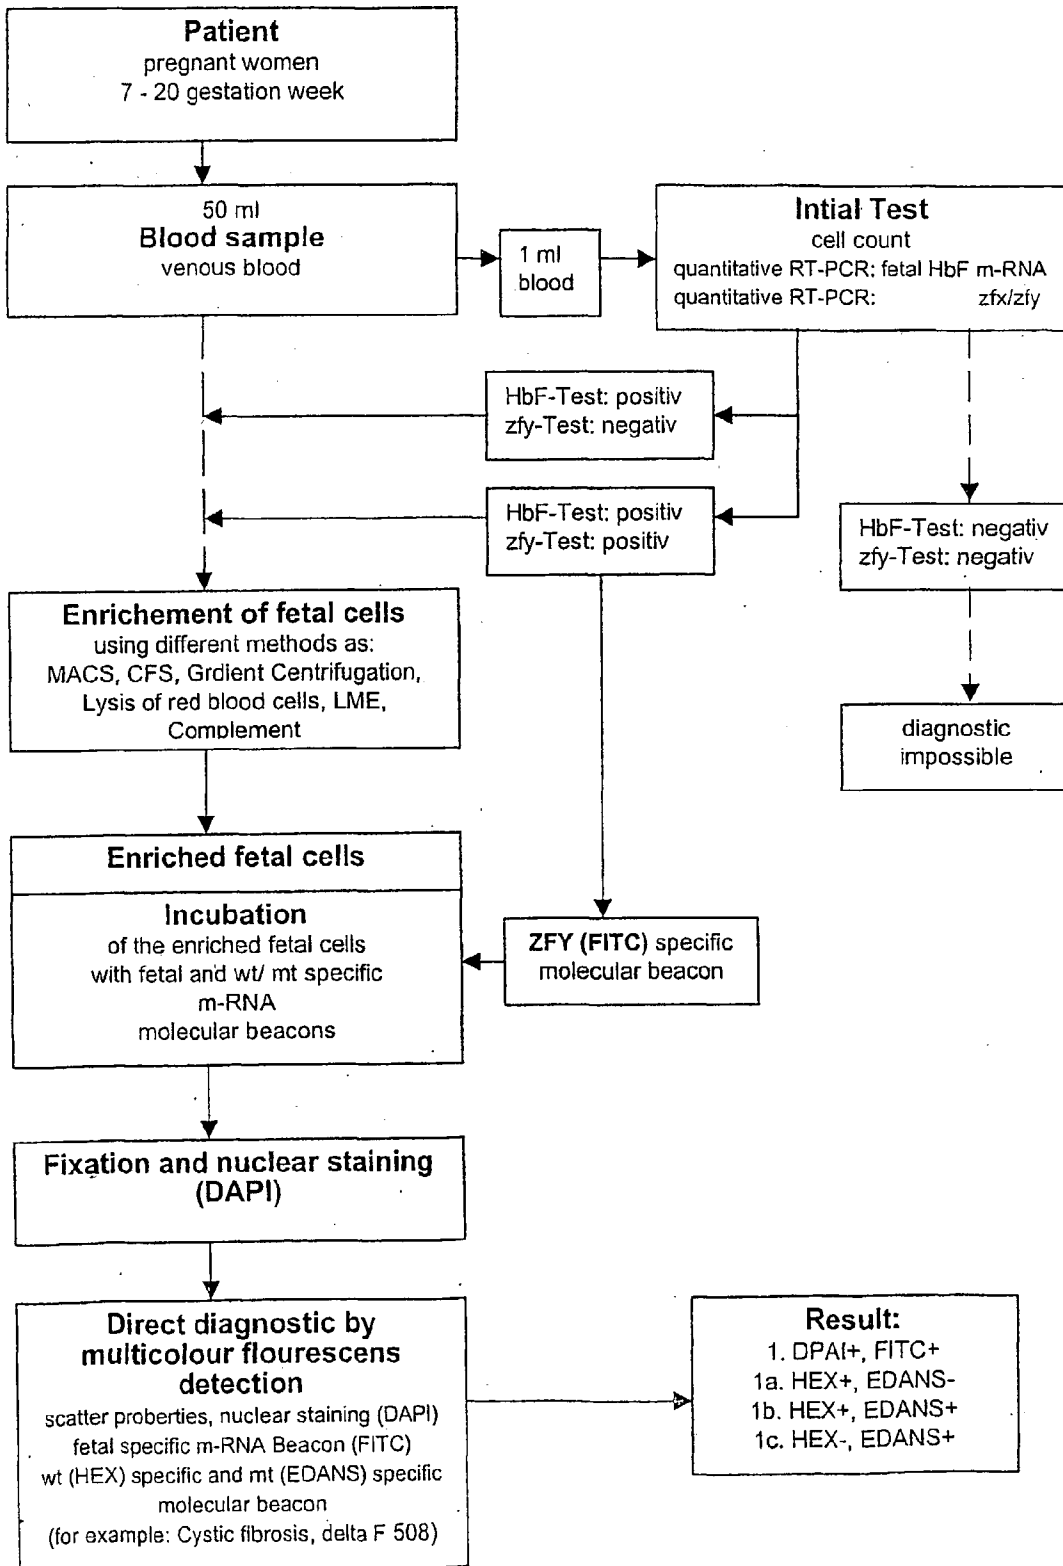 Patient
pregnant women
7 - 20 gestation week
50 ml
Blood sample
venous blood
1 ml
blood
Intial Test
cell count
quantitative RT-PCR: fetal HbF m-RNA
quantitative RT-PCR: zfx/zfy
HbF-Test: positiv
zfy-Test: negativ
HbF-Test: positiv
zfy-Test: positiv
HbF-Test: negativ
zfy-Test: negativ
diagnostic
impossible
Enrichement of fetal cells
using different methods as:
MACS, CFS, Grdient Centrifugation,
Lysis of red blood cells, LME,
Complement
Enriched fetal cells
Incubation
of the enriched fetal cells
with fetal and wt/ mt specific
m-RNA
molecular beacons
ZFY (FITC) specific
molecular beacon
Fixation and nuclear staining
(DAPI)
Direct diagnostic by
multicolour flourescens
detection
scatter proberties, nuclear staining (DAPI)
fetal specific m-RNA Beacon (FITC)
wt (HEX) specific and mt (EDANS) specific
molecular beacon
(for example: Cystic fibrosis, delta F 508)
Result:
1. DPAI+, FITC+
1a. HEX+, EDANS-
1b. HEX+, EDANS+
1c. HEX-, EDANS+